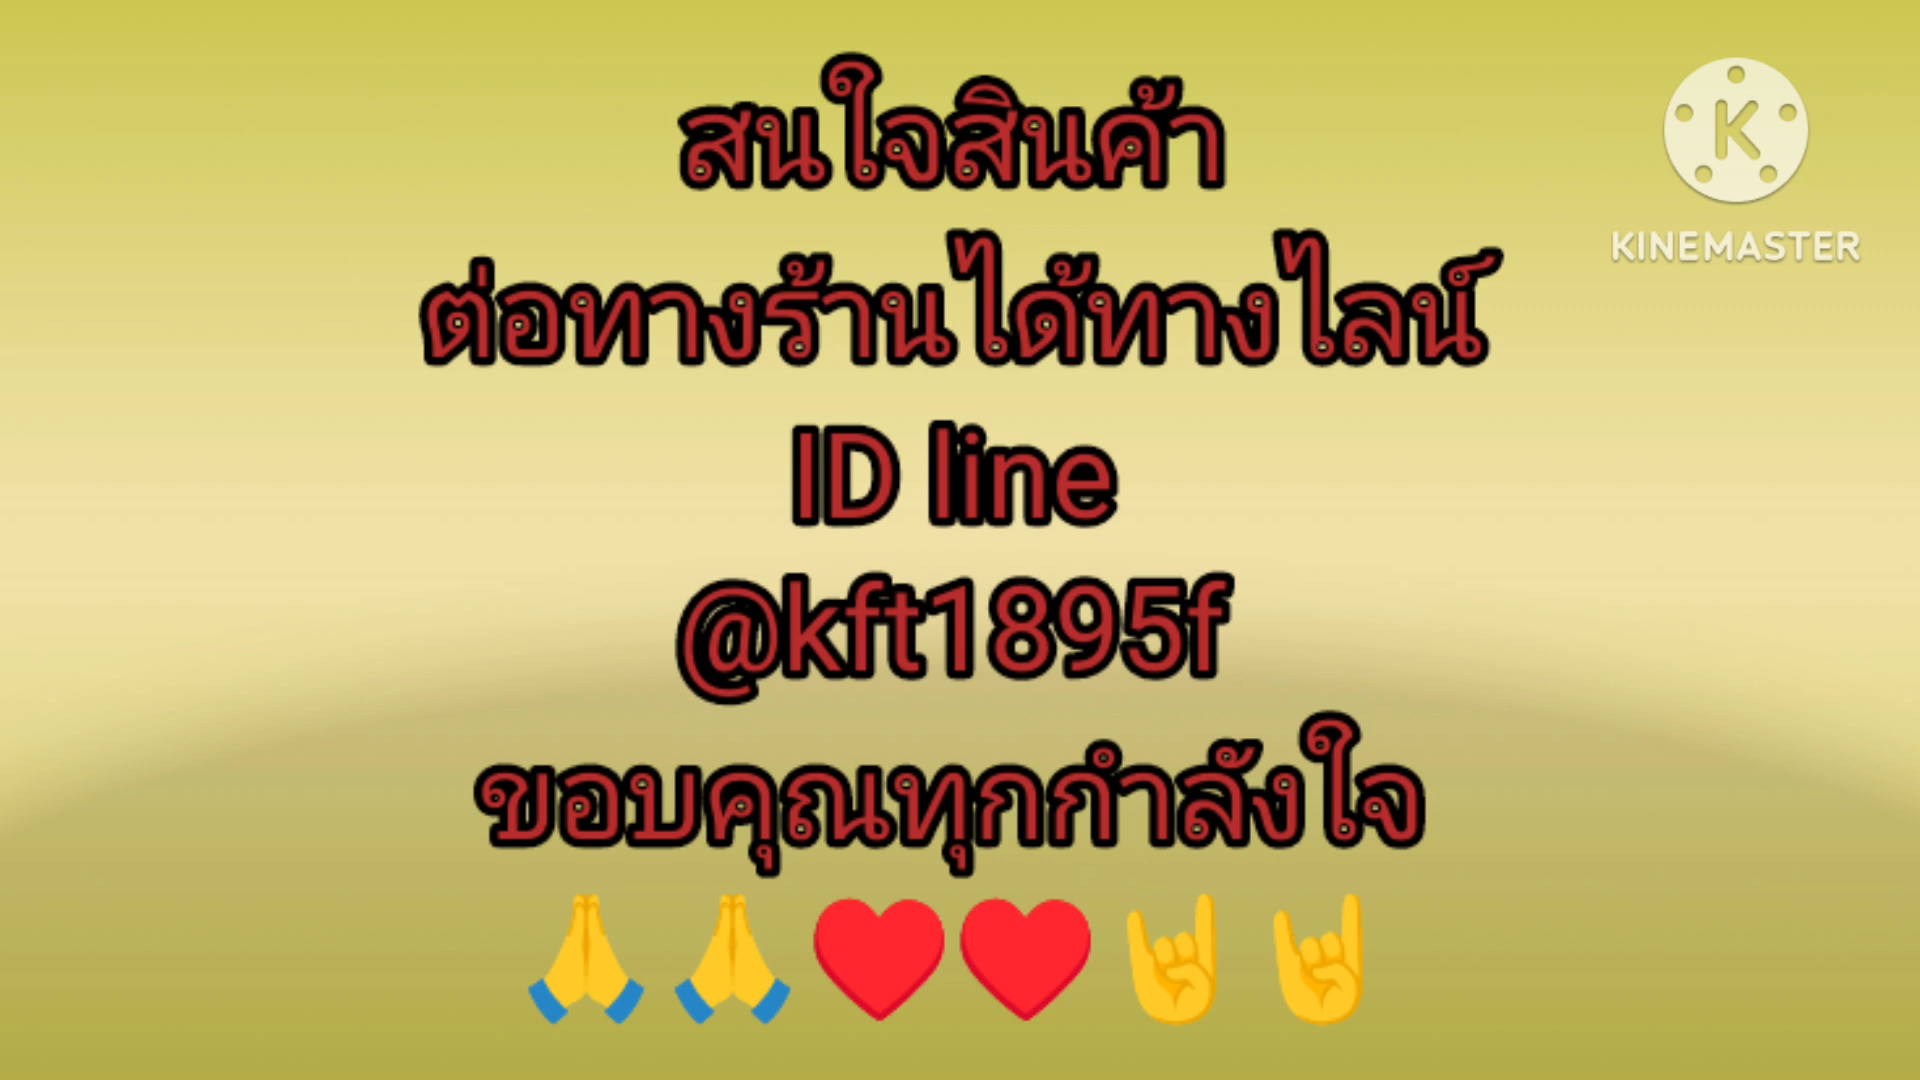 สนใจสินค้า
ต่อทางร้านได้ทางไลน์
ID line
@kft1895f
ขอบคุณทุกกำลังใจ
🙏🙏♥️♥️🤘🤘
K
KINEMASTER